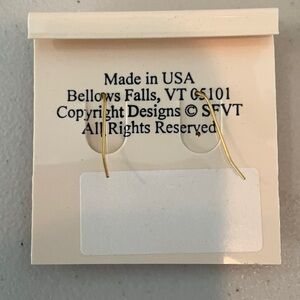 Made in USA
Bellows Falls, VT 05101
Copyright Designs © SFVT
All Rights Reserved